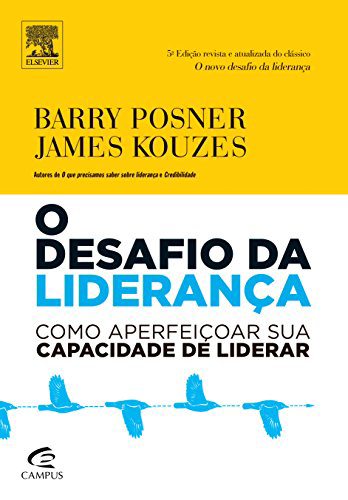 ELSEVIER
5ª Edição revista e atualizada do clássico
O novo desafio da liderança
BARRY POSNER
JAMES KOUZES
Autores de O que precisamos saber sobre liderança e Credibilidade
O
DESAFIO DA
LIDERANÇA
COMO APERFEIÇOAR SUA
CAPACIDADE DE LIDERAR
CAMPUS